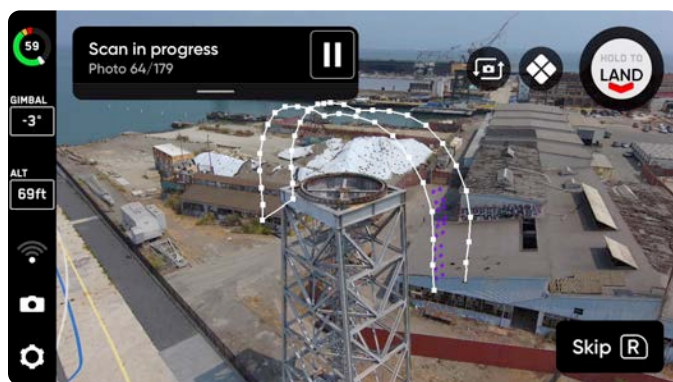 59
GIMBAL
-3°
ALT
69ft
Scan in progress
Photo 64/179
HOLD TO
LAND
Skip R